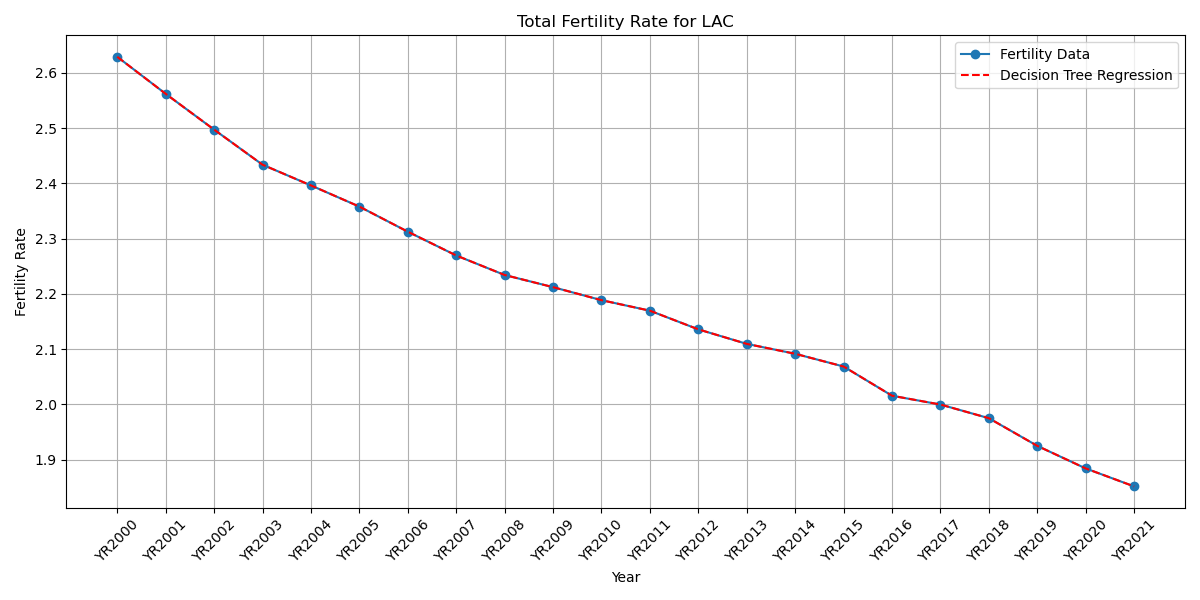 Total Fertility Rate for LAC
Fertility Data
Decision Tree Regression
Fertility Rate
2.6
2.5
2.4
2.3
2.2
2.1
2.0
1.9
YR2000
YR2001
YR2002
YR2003
YR2004
YR2005
YR2006
YR2007
YR2008
YR2009
YR2010
YR2011
YR2012
YR2013
YR2014
YR2015
YR2016
YR2017
YR2018
YR2019
YR2020
YR2021
Year